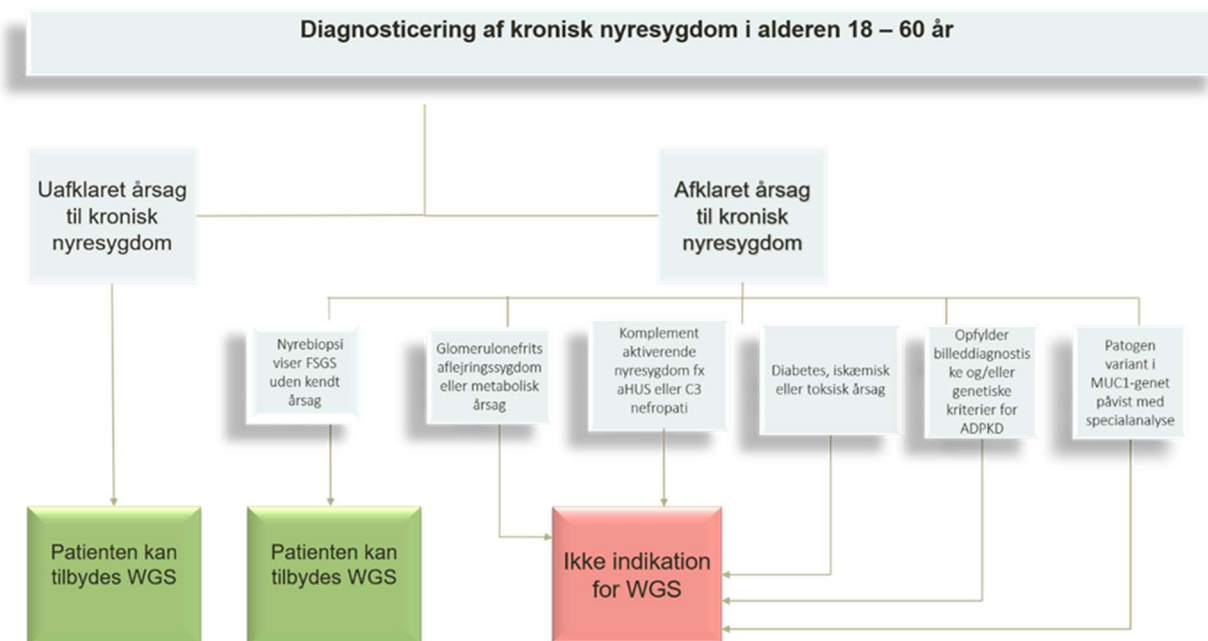 Diagnosticering af kronisk nyresygdom i alderen 18 – 60 år
Uafklaret årsag
til kronisk
nyresygdom
Afklaret årsag
til kronisk
nyresygdom
Nyrebiopsi
viser FSGS
uden kendt
årsag
Glomerulonefrits
aflejringssygdom
eller metabolisk
årsag
Komplement
aktiverende
nyresygdom fx
aHUS eller C3
nefropati
Diabetes, iskæmisk
eller toksisk årsag
Opfylder
billeddiagnostis
ke og/eller
genetiske
kriterier for
ADPKD
Patogen
variant i
MUC1-genet
påvist med
specialanalyse
Patienten kan
tilbydes WGS
Patienten kan
tilbydes WGS
Ikke indikation
for WGS